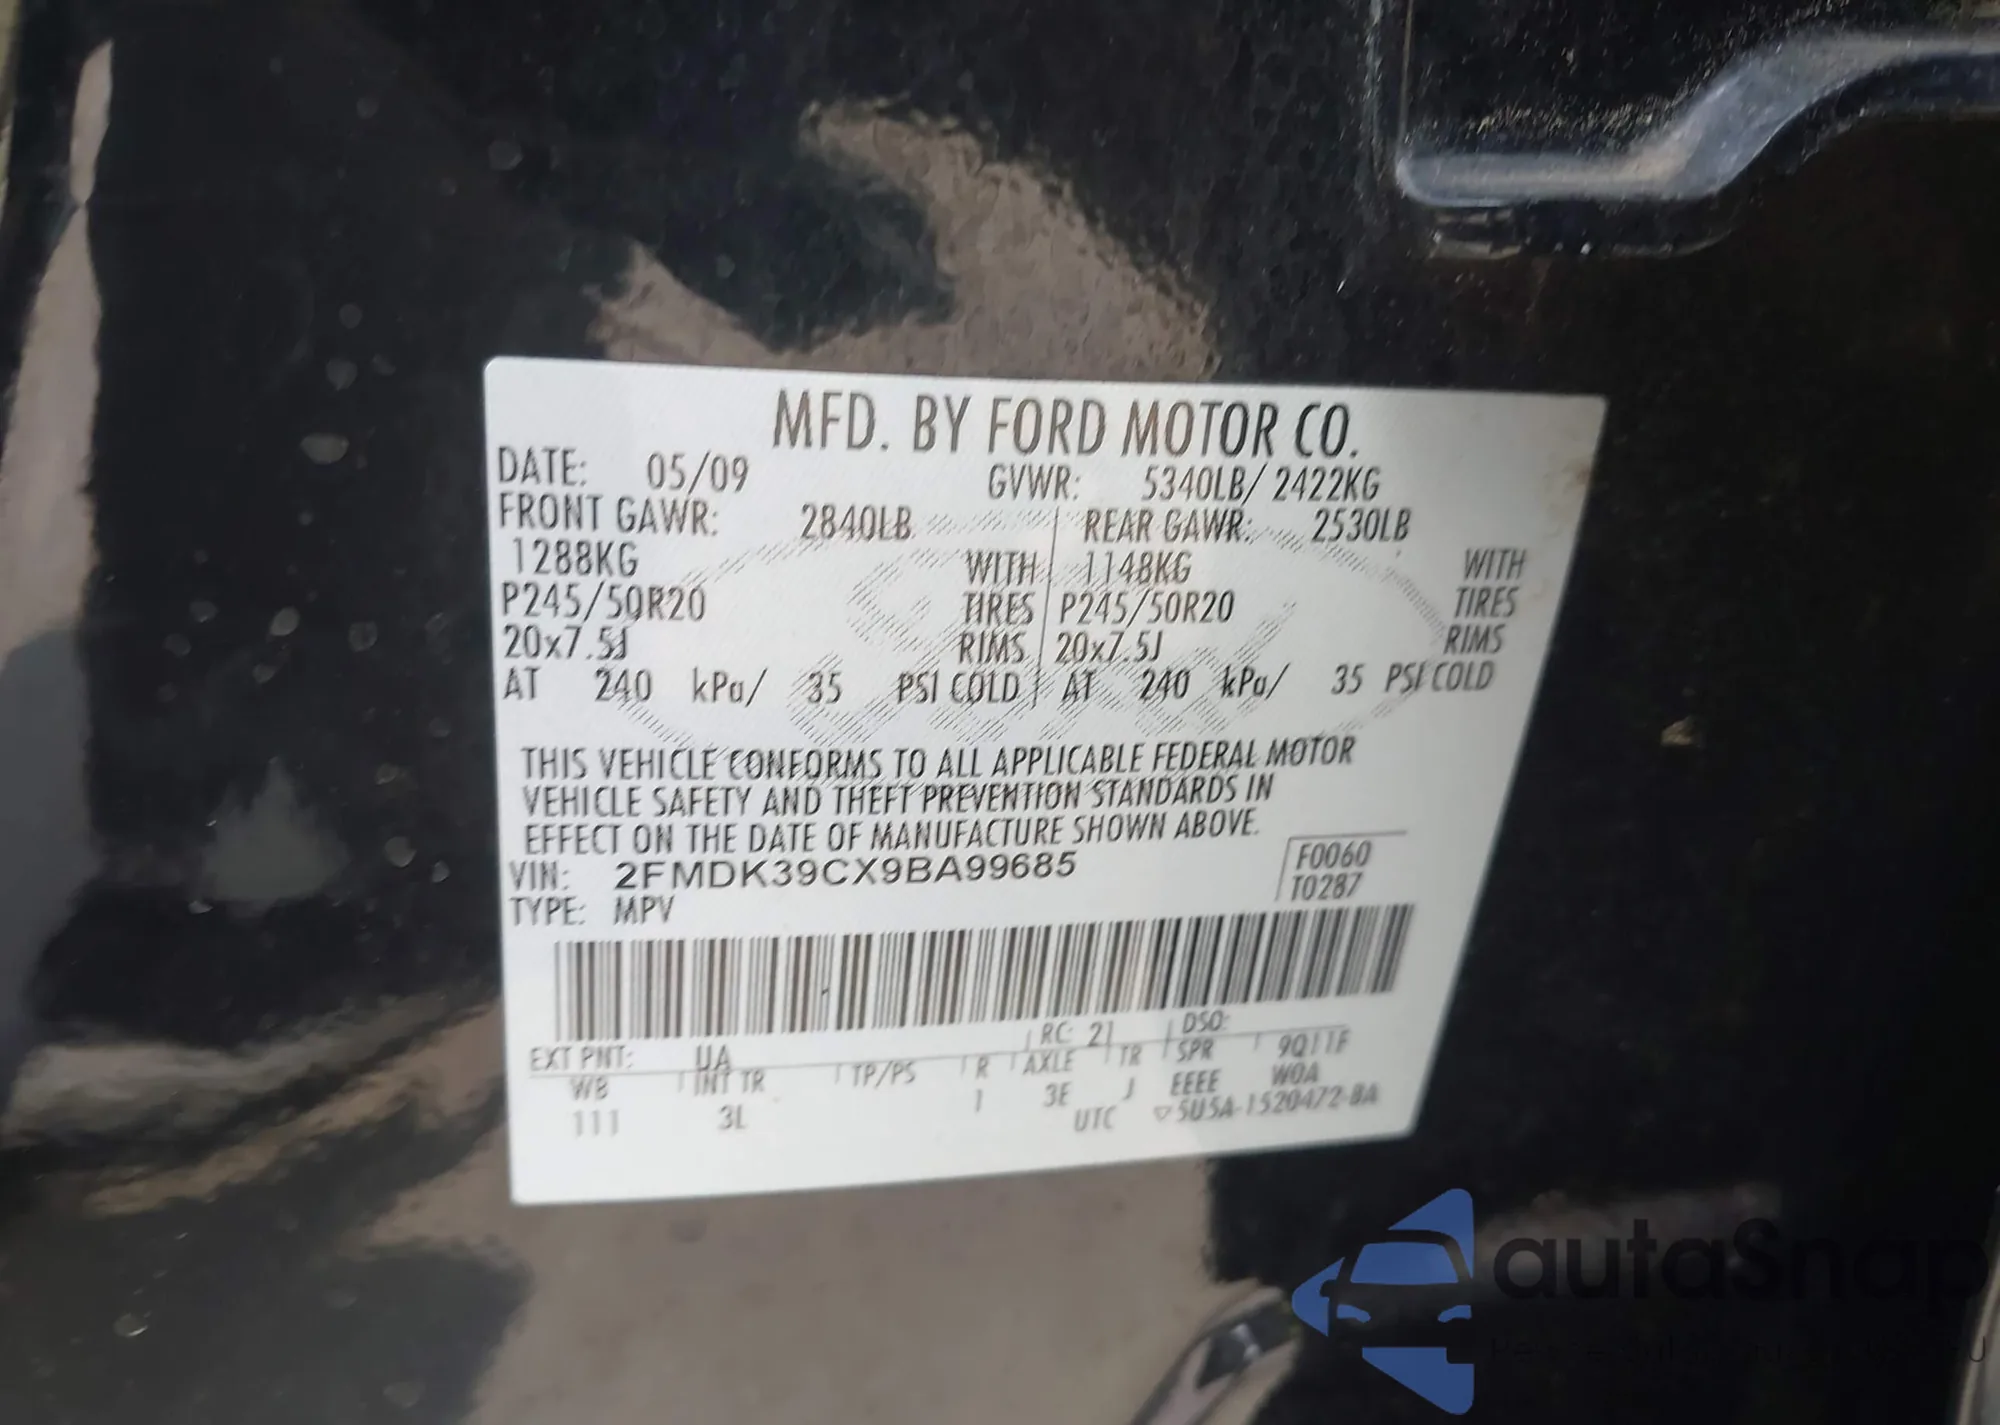 MFD. BY FORD MOTOR CO.
DATE: 05/09 GVWR: 5340LB/ 2422KG
FRONT GAWR: 2840LB REAR GAWR: 2530LB
1288KG WITH 1148KG WITH
P245/50R20 TIRES P245/50R20 TIRES
20x7.5J RIMS 20x7.5J RIMS
AT 240 kPa/ 35 PSI COLD AT 240 kPa/ 35 PSI COLD
THIS VEHICLE CONFORMS TO ALL APPLICABLE FEDERAL MOTOR
VEHICLE SAFETY AND THEFT PREVENTION STANDARDS IN
EFFECT ON THE DATE OF MANUFACTURE SHOWN ABOVE.
VIN: 2FMDK39CX9BA99685
F0060
TYPE: MPV
T0287
EXT PNT: UA RC: 21 DSO:
WB INT TR TP/PS R AXLE TR SPR 9Q11F
111 3L 1 3E J EEEE W0A
UTC ▽5U5A-1520472-BA
autaSnap